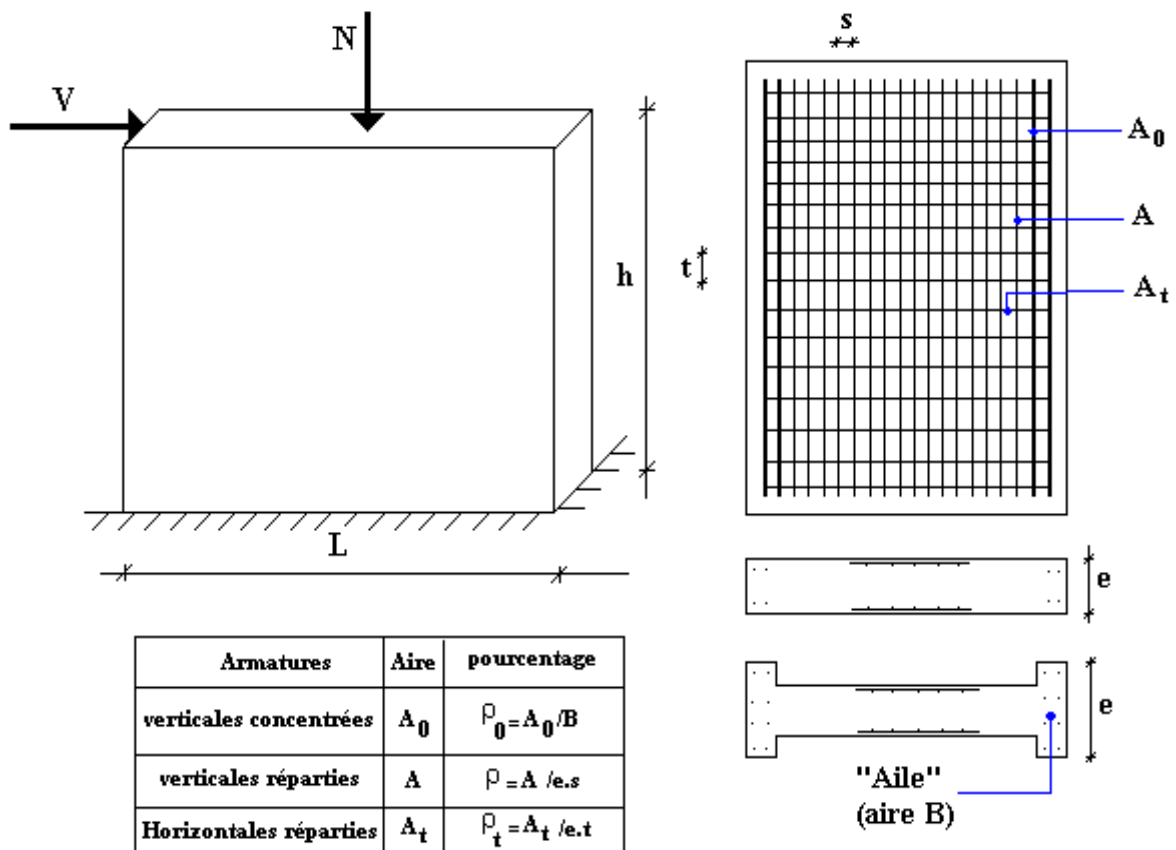 N
V
h
L
s
t
A0
A
At
e
e
"Aile"
(aire B)
Armatures Aire pourcentage
verticales concentrées A0 ρ0=A0/B
verticales réparties A ρ=A /e.s
Horizontales réparties At ρt=At /e.t